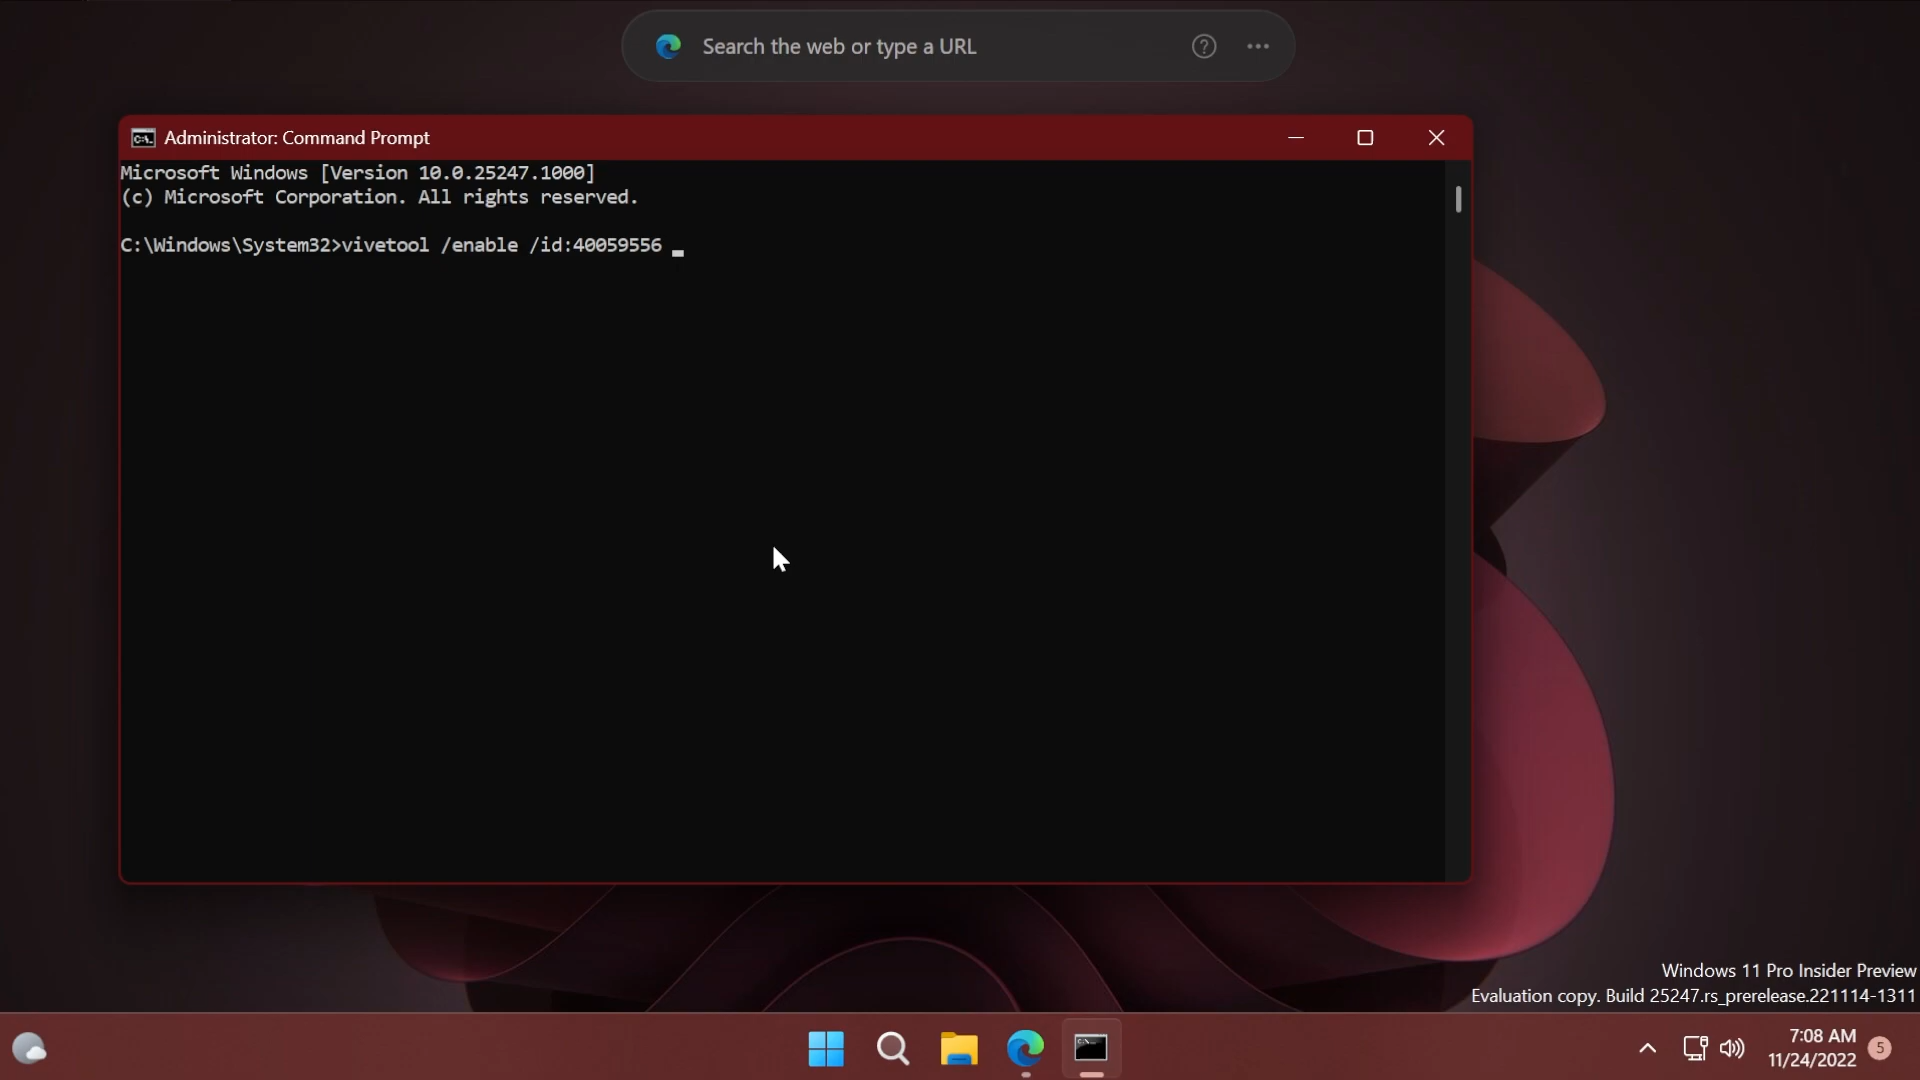 Search the web or type a URL
Administrator: Command Prompt
Microsoft Windows [Version 10.0.25247.1000]
(c) Microsoft Corporation. All rights reserved.
C:\Windows\System32>vivetool /enable /id:40059556 _
Windows 11 Pro Insider Preview
Evaluation copy. Build 25247.rs_prerelease.221114-1311
7:08 AM
11/24/2022
5